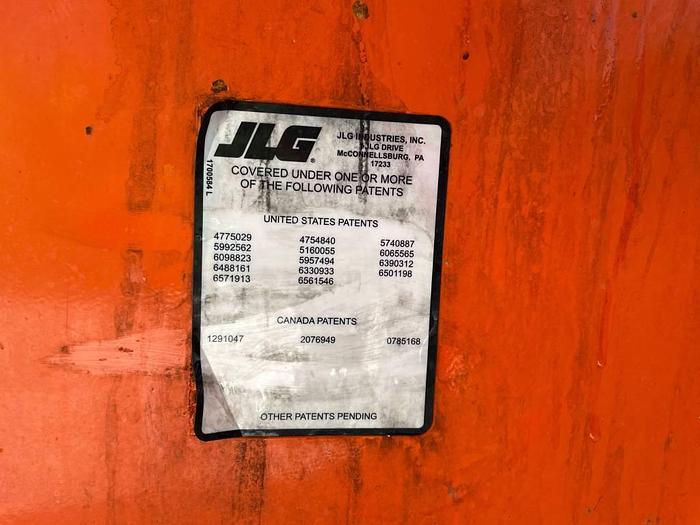 JLG®
JLG INDUSTRIES, INC.
JLG DRIVE
McCONNELLSBURG, PA
17233
1700584 L
COVERED UNDER ONE OR MORE
OF THE FOLLOWING PATENTS
UNITED STATES PATENTS
4775029 4754840 5740887
5992562 5160055 6065565
6098823 5957494 6390312
6488161 6330933 6501198
6571913 6561546
CANADA PATENTS
1291047 2076949 0785168
OTHER PATENTS PENDING